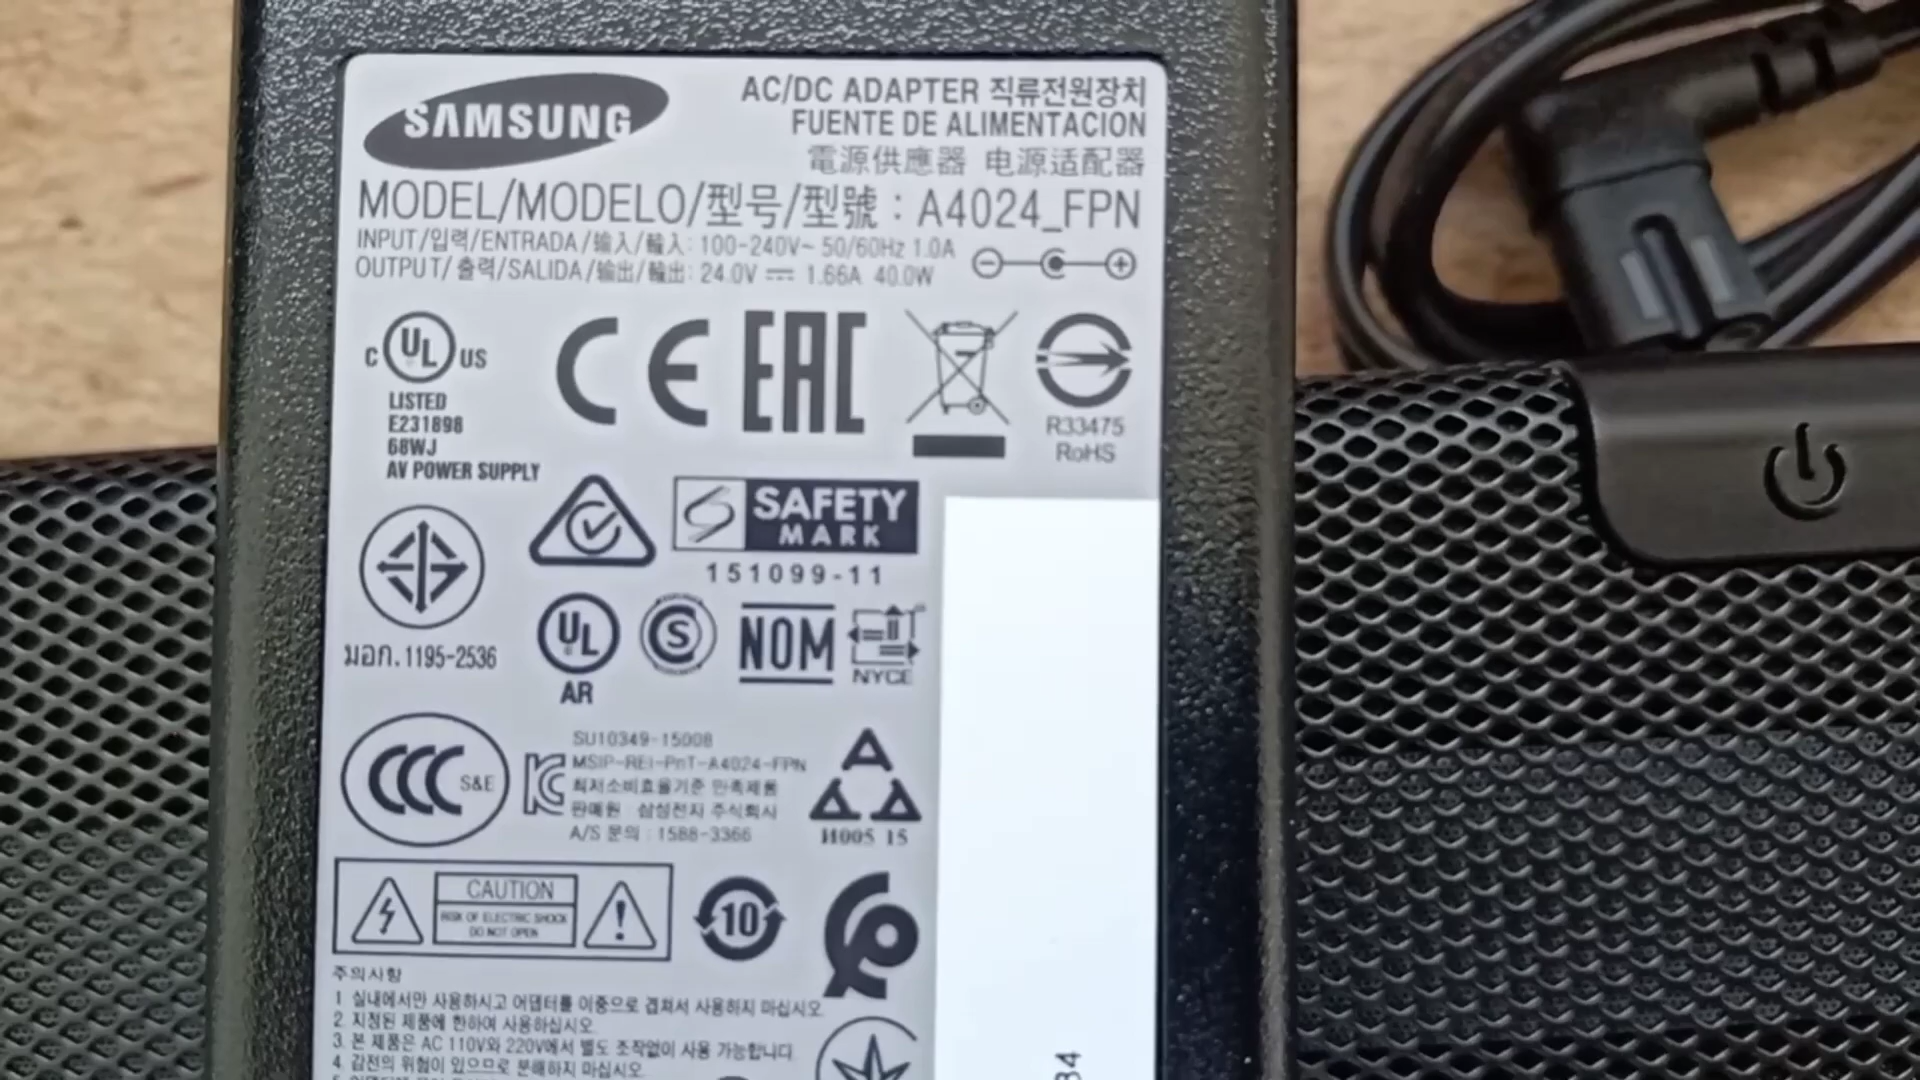 SAMSUNG
AC/DC ADAPTER 직류전원장치
FUENTE DE ALIMENTACION
電源供應器 电源适配器
MODEL/MODELO/型号/型號 : A4024_FPN
INPUT/입력/ENTRADA/输入/輸入: 100-240V~ 50/60Hz 1.0A
OUTPUT/출력/SALIDA/输出/輸出: 24.0V ⎓ 1.66A 40.0W
C UL US
LISTED
E231898
68WJ
AV POWER SUPPLY
CE
EAC
R33475
RoHS
SAFETY
MARK
151099-11
มอก.1195-2536
UL
AR
S
NOM
NYCE
CCC S&E
SU10349-15008
MSIP-REI-PnT-A4024-FPN
최저소비효율기준 만족제품
판매원 : 삼성전자 주식회사
A/S 문의 : 1588-3366
И005 15
CAUTION
RISK OF ELECTRIC SHOCK
DO NOT OPEN
10
주의사항
1. 실내에서만 사용하시고 어댑터를 이중으로 겹쳐서 사용하지 마십시오.
2. 지정된 제품에 한하여 사용하십시오.
3. 본 제품은 AC 110V와 220V에서 별도 조작없이 사용 가능합니다.
4. 감전의 위험이 있으므로 분해하지 마십시오.
84